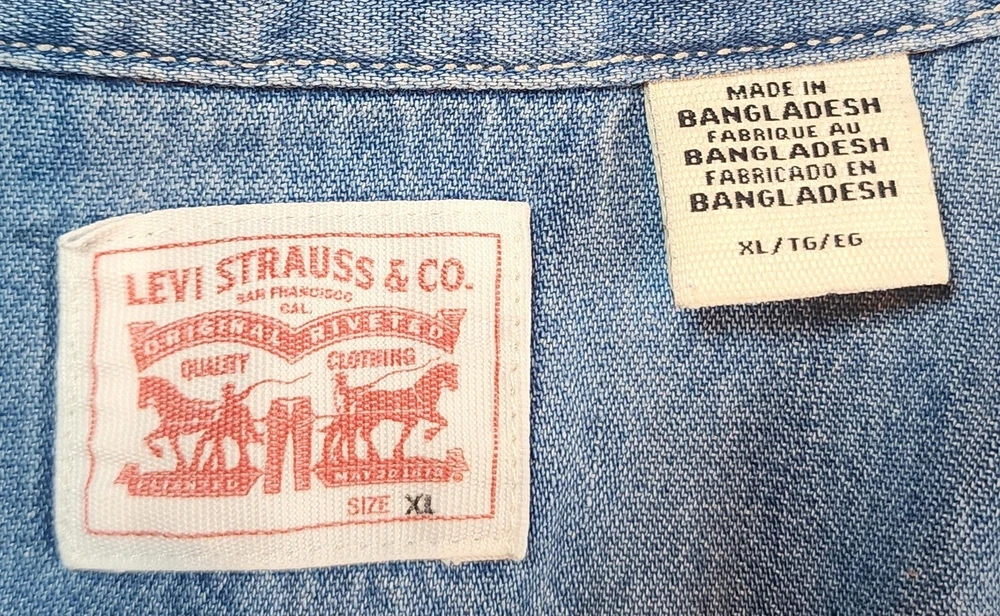 LEVI STRAUSS & CO.
SAN FRANCISCO
CAL.
ORIGINAL RIVETED
QUALITY CLOTHING
SIZE XL
MADE IN
BANGLADESH
FABRIQUE AU
BANGLADESH
FABRICADO EN
BANGLADESH
XL/TG/EG